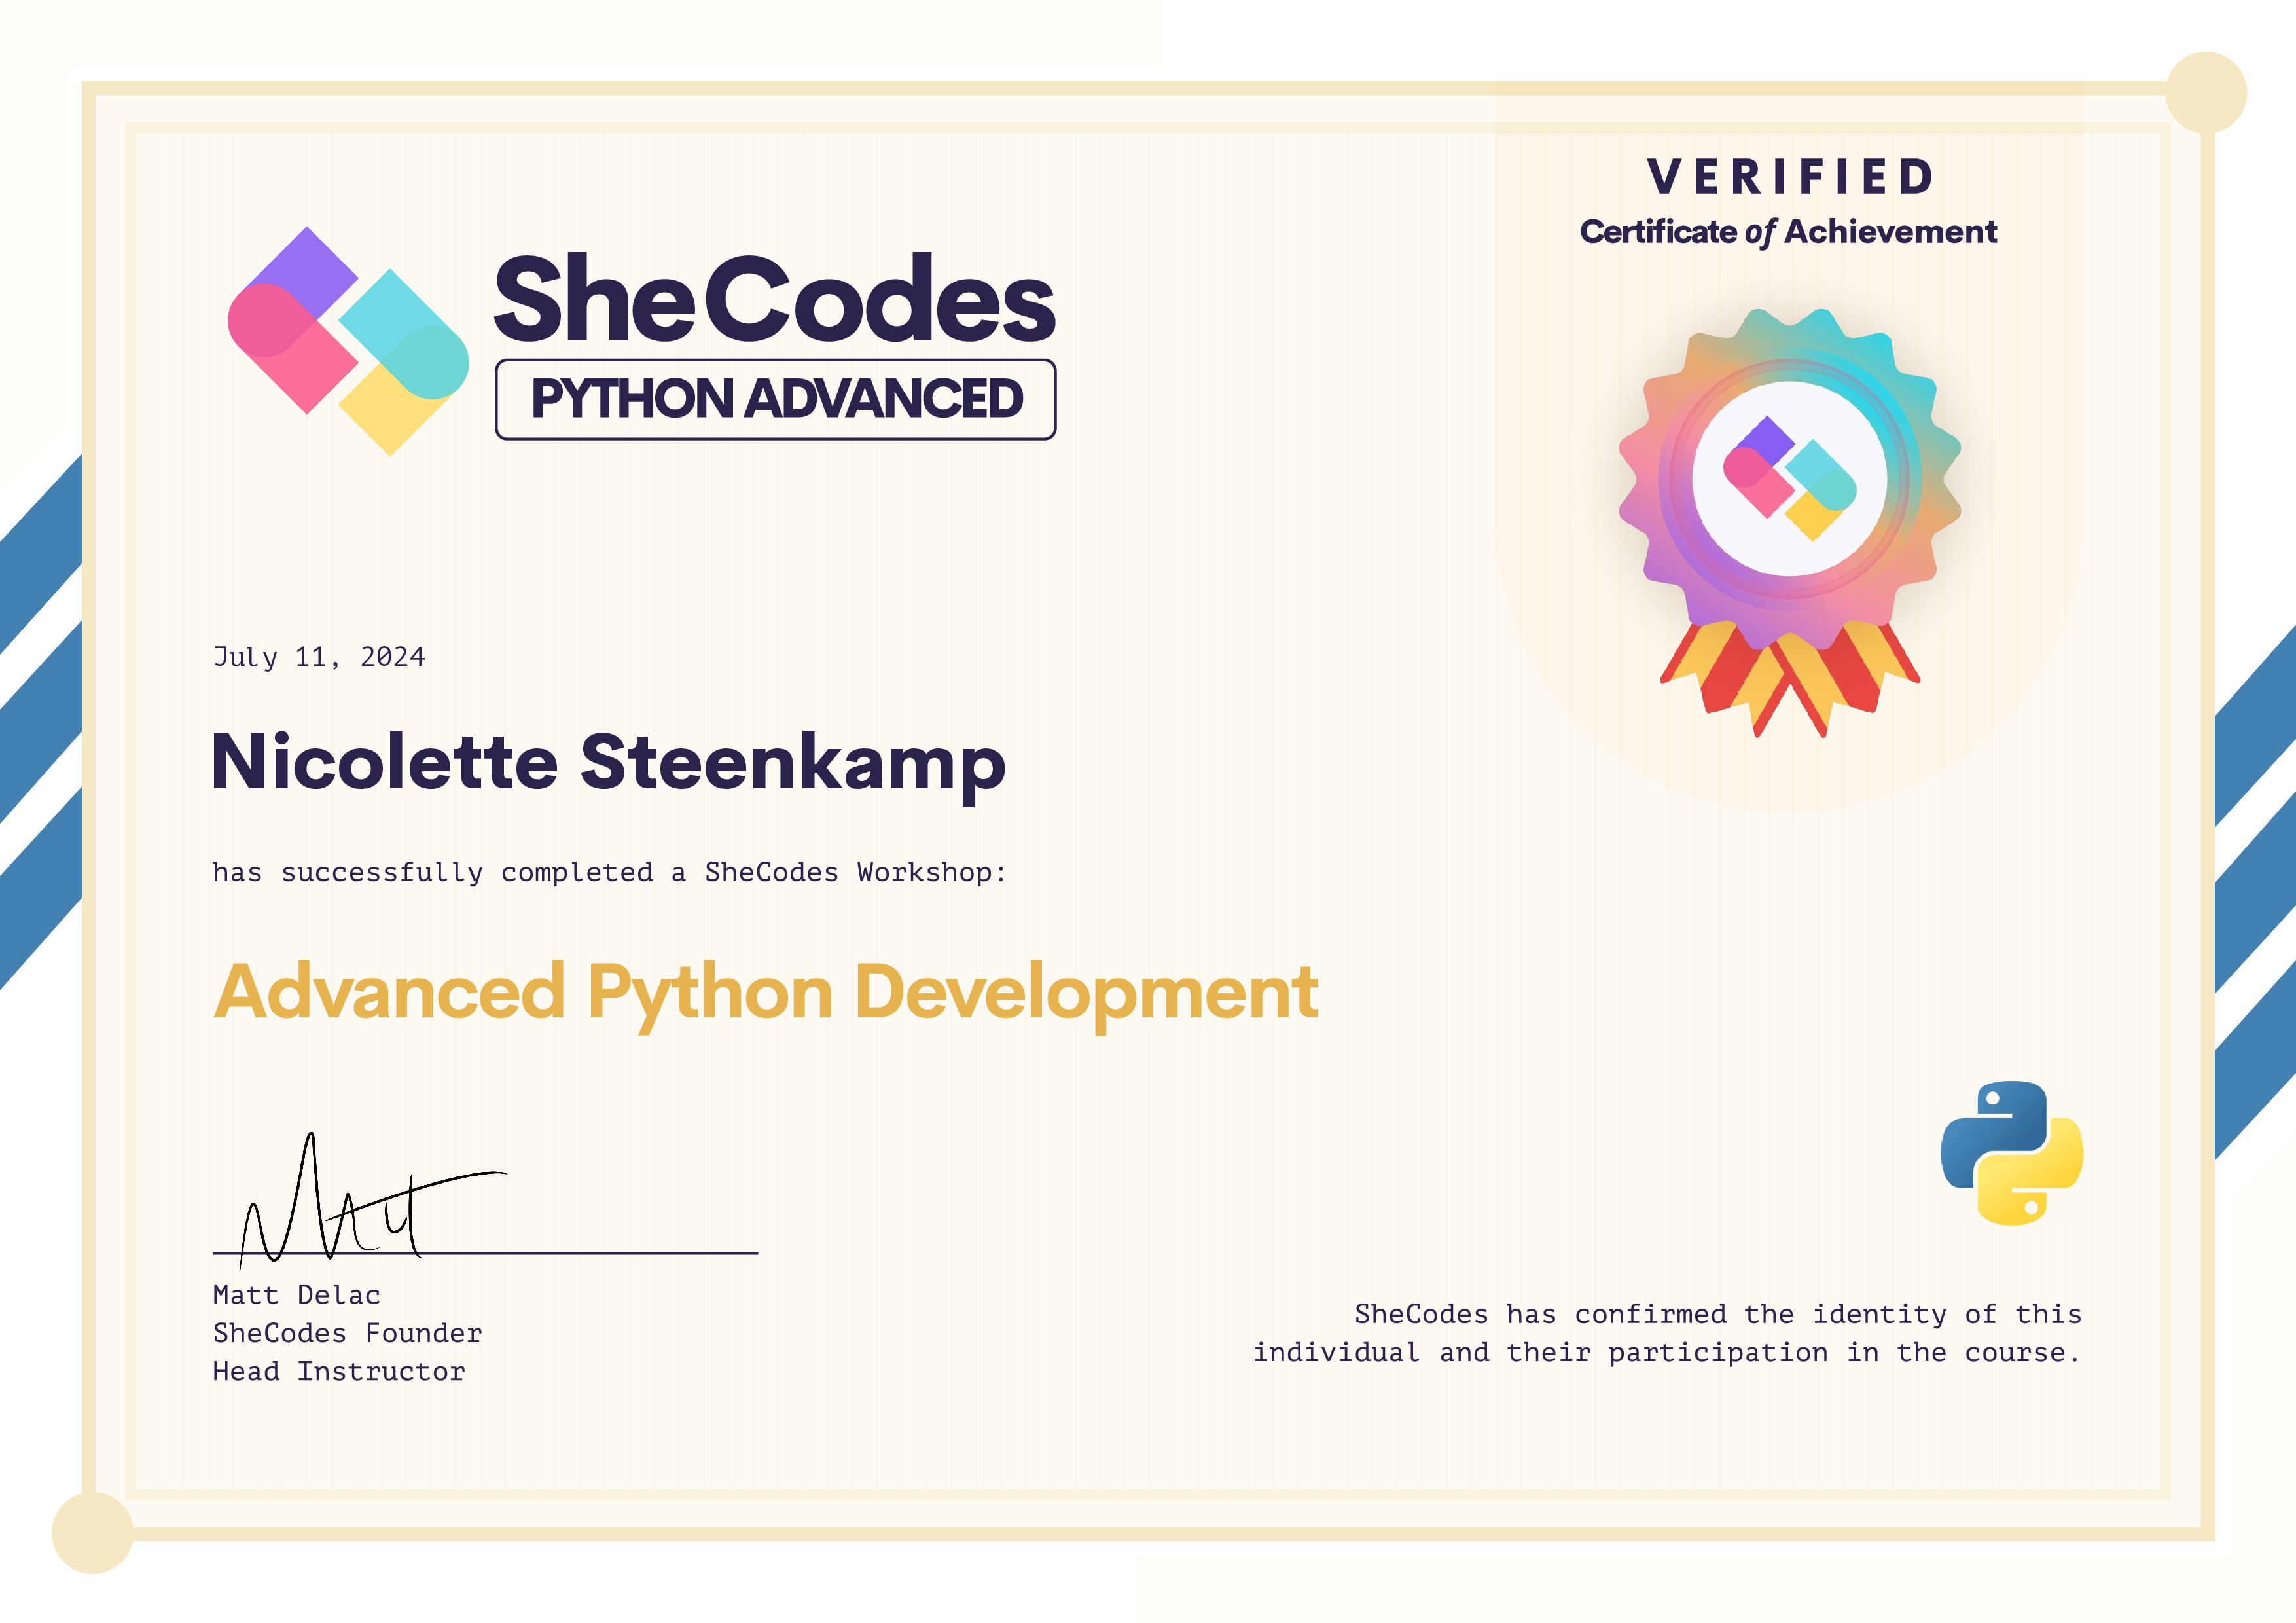 VERIFIED
Certificate of Achievement
SheCodes
PYTHON ADVANCED
July 11, 2024
Nicolette Steenkamp
has successfully completed a SheCodes Workshop:
Advanced Python Development
Matt
Matt Delac
SheCodes Founder
Head Instructor
SheCodes has confirmed the identity of this
individual and their participation in the course.